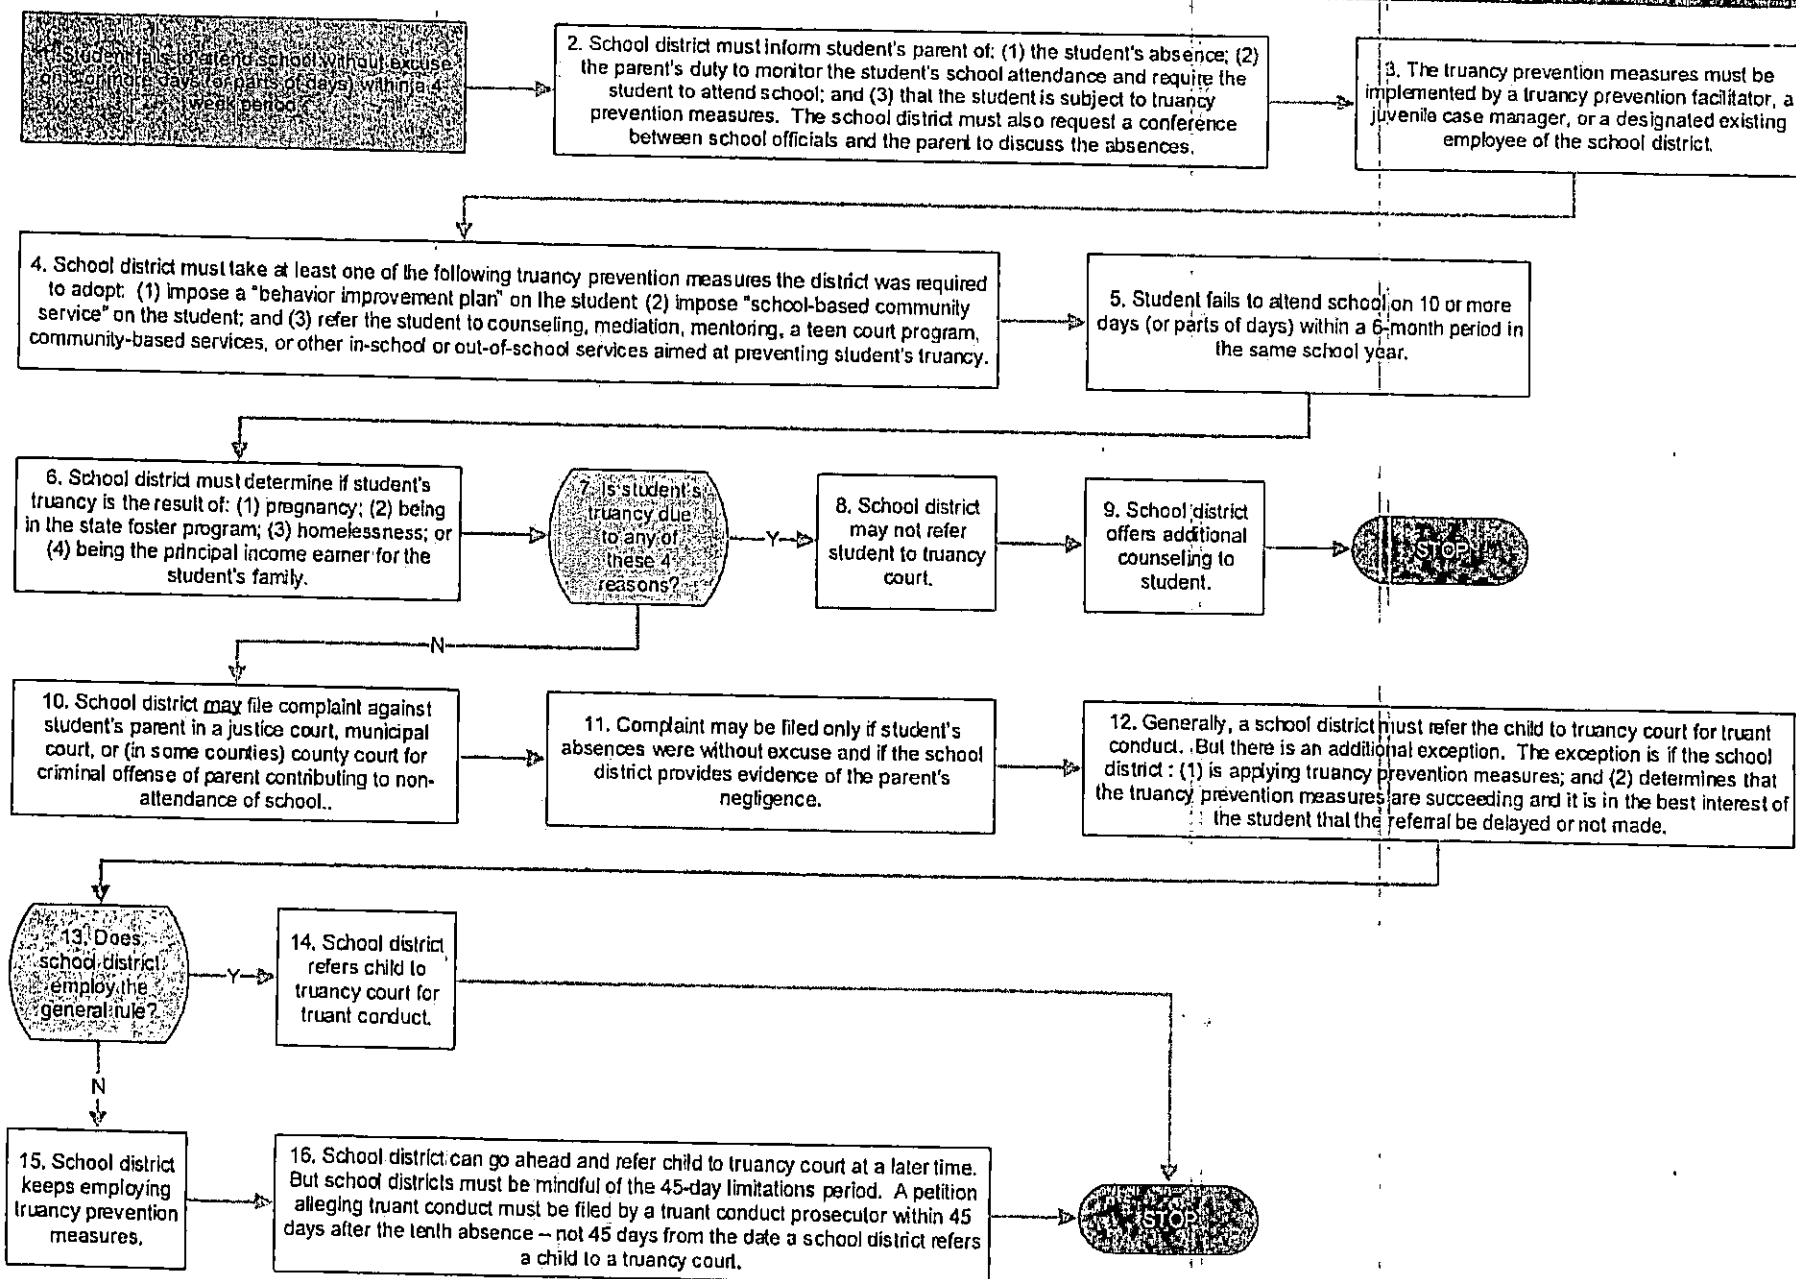 1. Student fails to attend school without excuse
on 3 or more days (or parts of days) within a 4-
week period.
2. School district must inform student's parent of: (1) the student's absence; (2)
the parent's duty to monitor the student's school attendance and require the
student to attend school; and (3) that the student is subject to truancy
prevention measures. The school district must also request a conference
between school officials and the parent to discuss the absences.
3. The truancy prevention measures must be
implemented by a truancy prevention facilitator, a
juvenile case manager, or a designated existing
employee of the school district.
4. School district must take at least one of the following truancy prevention measures the district was required
to adopt: (1) impose a "behavior improvement plan" on the student (2) impose "school-based community
service" on the student; and (3) refer the student to counseling, mediation, mentoring, a teen court program,
community-based services, or other in-school or out-of-school services aimed at preventing student's truancy.
5. Student fails to attend school on 10 or more
days (or parts of days) within a 6-month period in
the same school year.
6. School district must determine if student's
truancy is the result of: (1) pregnancy; (2) being
in the state foster program; (3) homelessness; or
(4) being the principal income earner for the
student's family.
7. Is student's
truancy due
to any of
these 4
reasons?
Y
8. School district
may not refer
student to truancy
court.
9. School district
offers additional
counseling to
student.
STOP
N
10. School district may file complaint against
student's parent in a justice court, municipal
court, or (in some counties) county court for
criminal offense of parent contributing to non-
attendance of school..
11. Complaint may be filed only if student's
absences were without excuse and if the school
district provides evidence of the parent's
negligence.
12. Generally, a school district must refer the child to truancy court for truant
conduct. But there is an additional exception. The exception is if the school
district : (1) is applying truancy prevention measures; and (2) determines that
the truancy prevention measures are succeeding and it is in the best interest of
the student that the referral be delayed or not made.
13. Does
school district
employ the
general rule?
Y
14. School district
refers child to
truancy court for
truant conduct.
N
15. School district
keeps employing
truancy prevention
measures.
16. School district can go ahead and refer child to truancy court at a later time.
But school districts must be mindful of the 45-day limitations period. A petition
alleging truant conduct must be filed by a truant conduct prosecutor within 45
days after the tenth absence – not 45 days from the date a school district refers
a child to a truancy court.
STOP